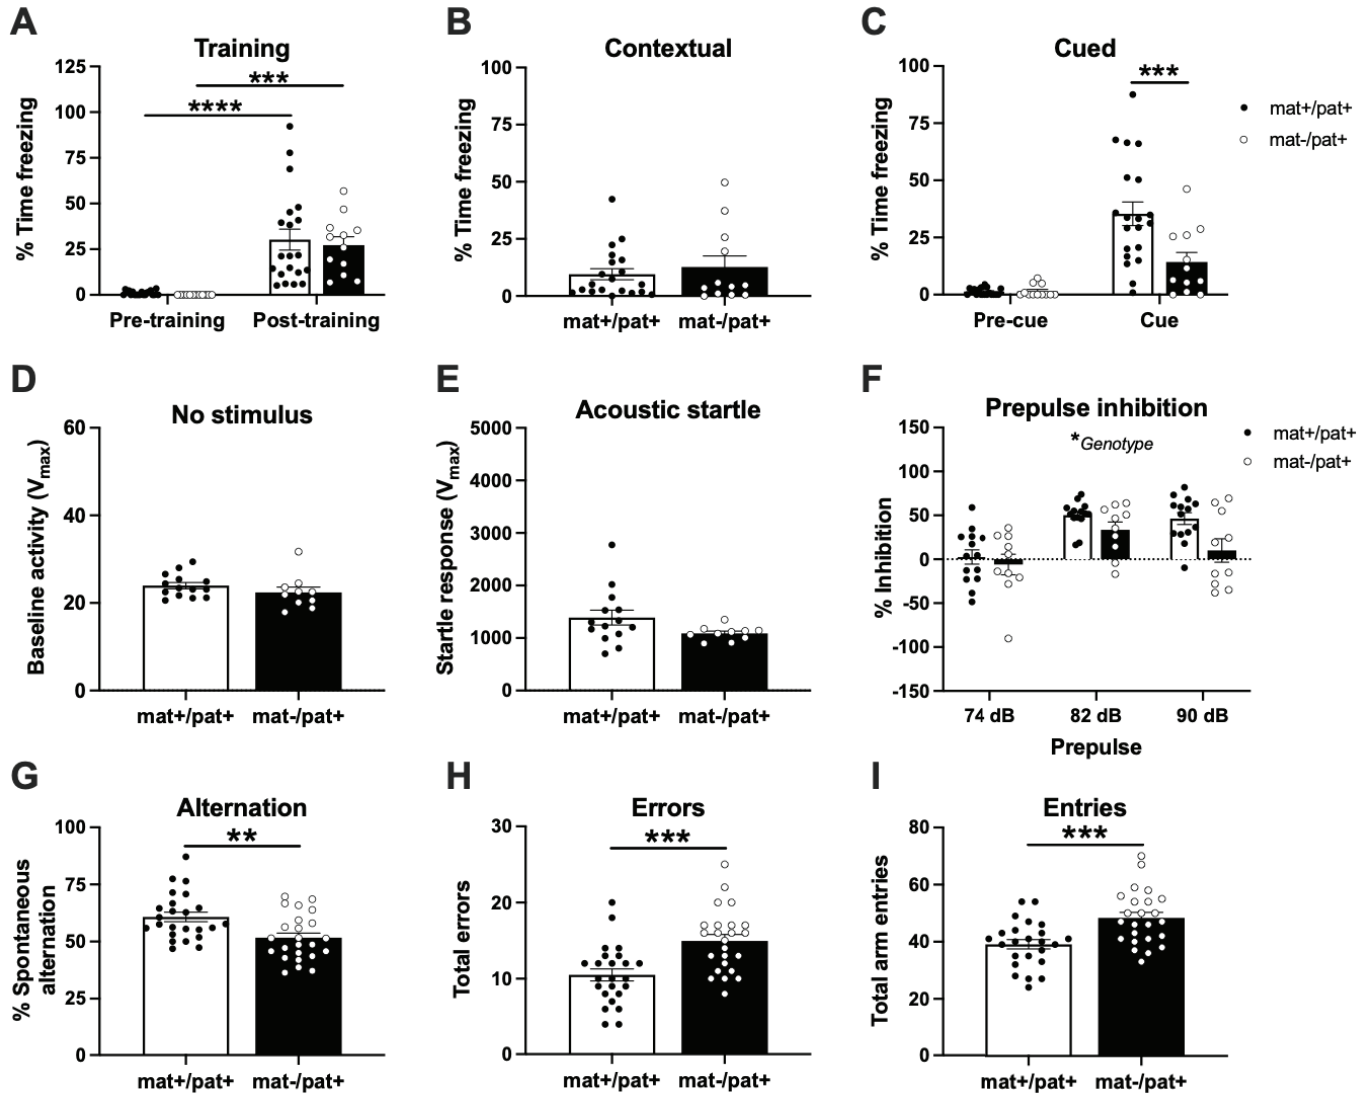 A
Training
% Time freezing
125
100
75
50
25
0
***
****
Pre-training
Post-training
B
Contextual
% Time freezing
100
75
50
25
0
mat+/pat+
mat-/pat+
C
Cued
% Time freezing
100
75
50
25
0
***
Pre-cue
Cue
mat+/pat+
mat-/pat+
D
No stimulus
Baseline activity (Vmax)
60
40
20
0
mat+/pat+
mat-/pat+
E
Acoustic startle
Startle response (Vmax)
5000
4000
3000
2000
1000
0
mat+/pat+
mat-/pat+
F
Prepulse inhibition
*Genotype
% Inhibition
150
100
50
0
-50
-100
-150
74 dB
82 dB
90 dB
Prepulse
mat+/pat+
mat-/pat+
G
Alternation
% Spontaneous
alternation
100
75
50
25
0
**
mat+/pat+
mat-/pat+
H
Errors
Total errors
30
20
10
0
***
mat+/pat+
mat-/pat+
I
Entries
Total arm entries
80
60
40
20
0
***
mat+/pat+
mat-/pat+